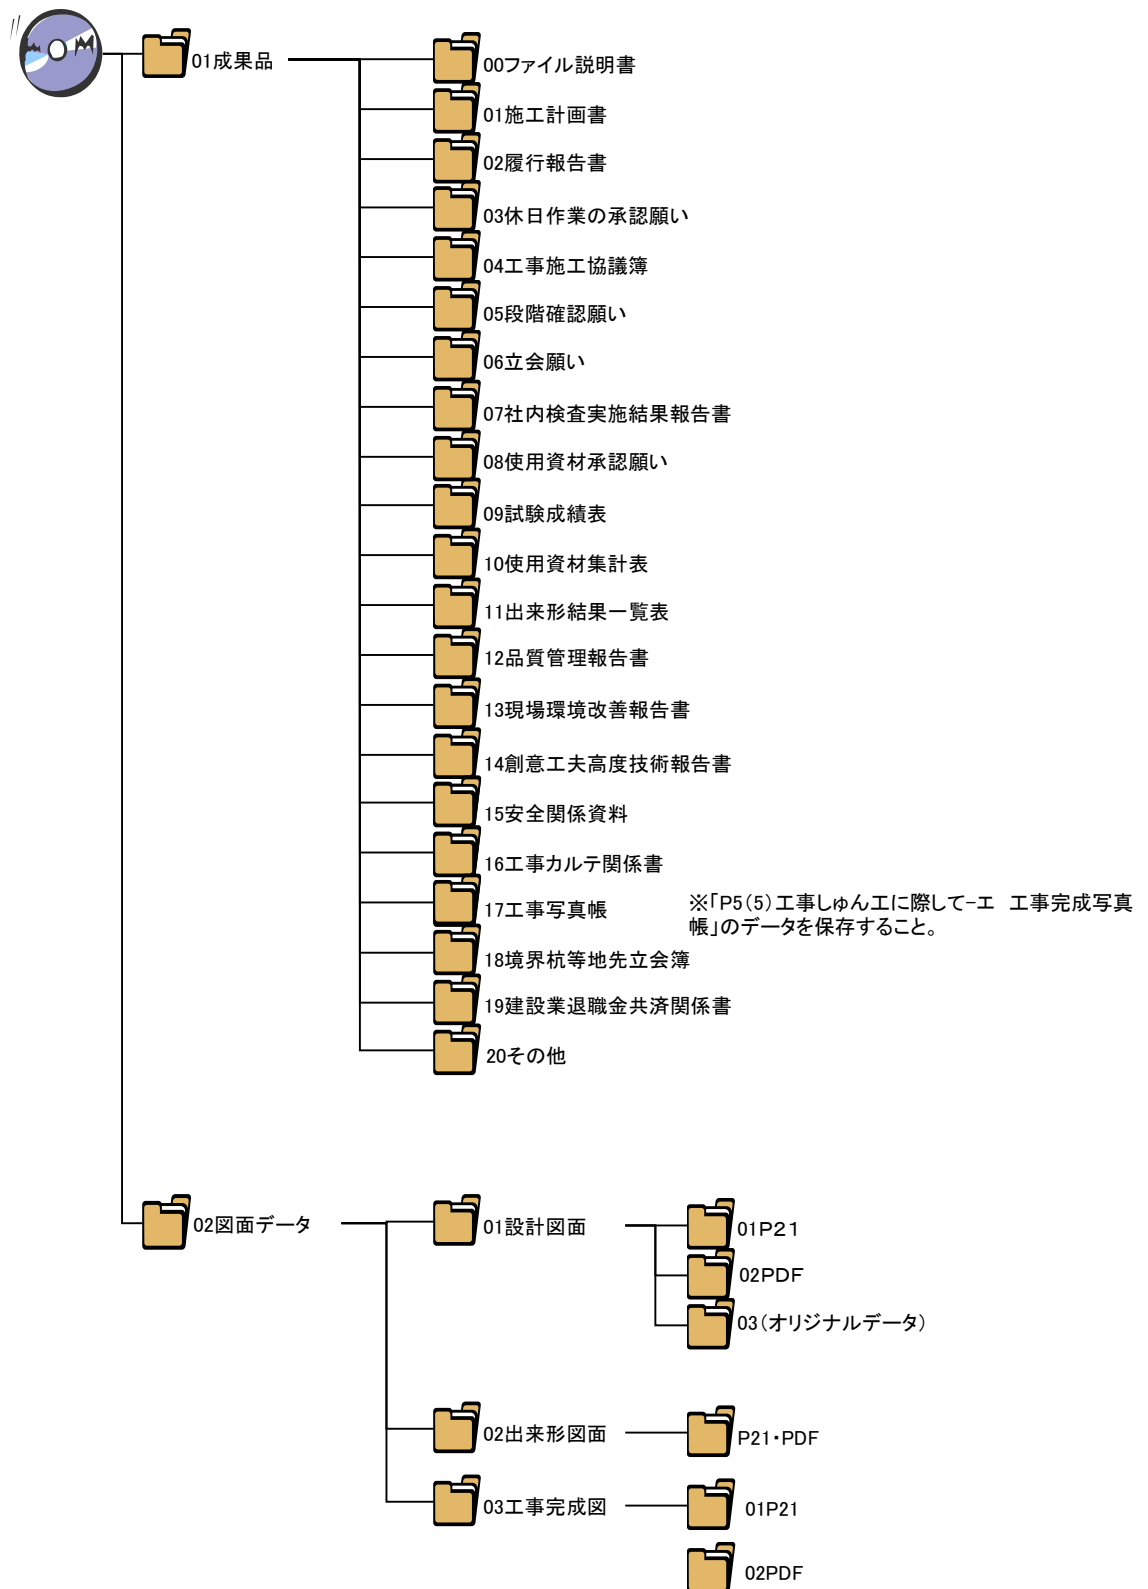 01成果品
00ファイル説明書
01施工計画書
02履行報告書
03休日作業の承認願い
04工事施工協議簿
05段階確認願い
06立会願い
07社内検査実施結果報告書
08使用資材承認願い
09試験成績表
10使用資材集計表
11出来形結果一覧表
12品質管理報告書
13現場環境改善報告書
14創意工夫高度技術報告書
15安全関係資料
16工事カルテ関係書
17工事写真帳
※「P5(5)工事しゅん工に際して-エ　工事完成写真
帳」のデータを保存すること。
18境界杭等地先立会簿
19建設業退職金共済関係書
20その他
02図面データ
01設計図面
01P21
02PDF
03(オリジナルデータ)
02出来形図面
P21・PDF
03工事完成図
01P21
02PDF